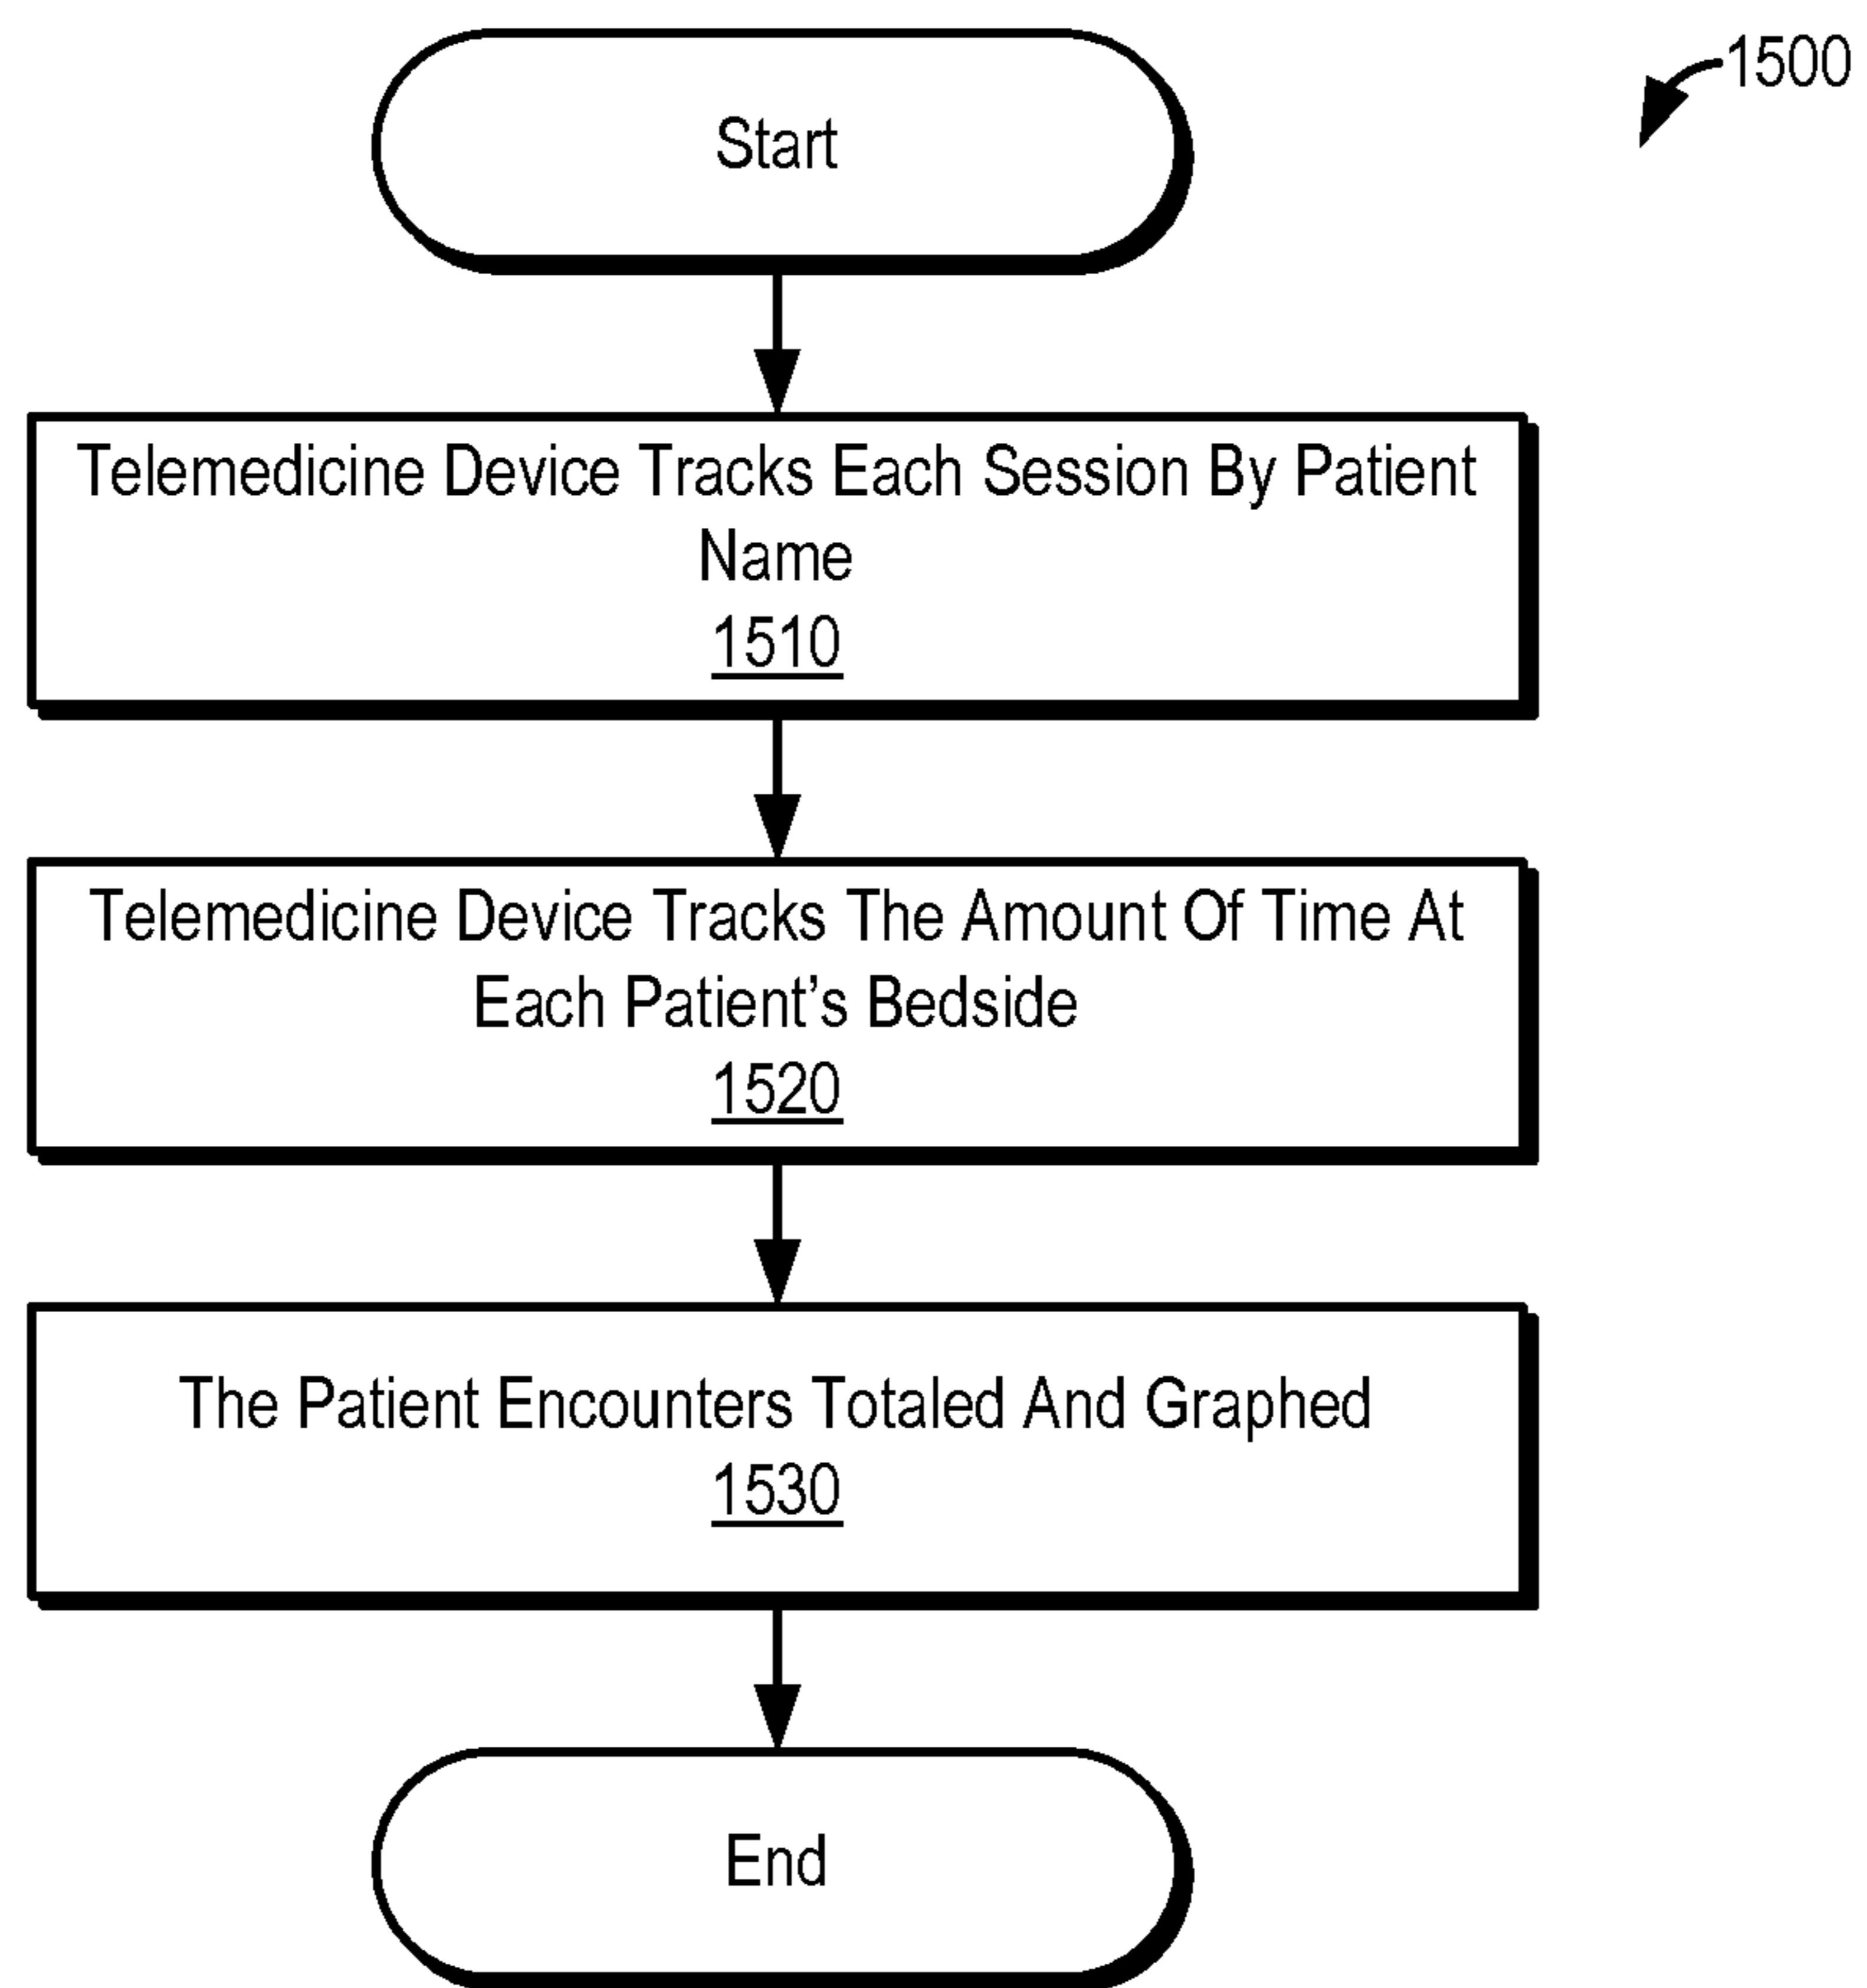 1500
Start
Telemedicine Device Tracks Each Session By Patient
Name
1510
Telemedicine Device Tracks The Amount Of Time At
Each Patient’s Bedside
1520
The Patient Encounters Totaled And Graphed
1530
End